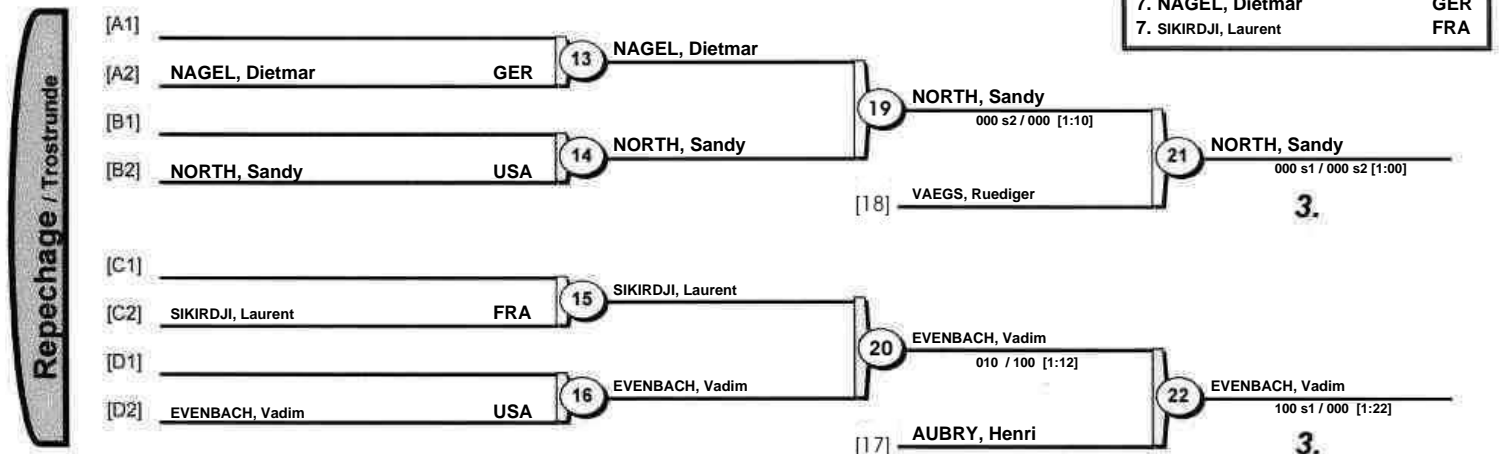 7. NAGEL, Dietmar GER
7. SIKIRDJI, Laurent FRA
Repechage / Trostrunde
[A1]
[A2] NAGEL, Dietmar GER
13 NAGEL, Dietmar
[B1]
[B2] NORTH, Sandy USA
14 NORTH, Sandy
19 NORTH, Sandy
000 s2 / 000 [1:10]
[18] VAEGS, Ruediger
21 NORTH, Sandy
000 s1 / 000 s2 [1:00]
3.
[C1]
[C2] SIKIRDJI, Laurent FRA
15 SIKIRDJI, Laurent
[D1]
[D2] EVENBACH, Vadim USA
16 EVENBACH, Vadim
20 EVENBACH, Vadim
010 / 100 [1:12]
[17] AUBRY, Henri
22 EVENBACH, Vadim
100 s1 / 000 [1:22]
3.